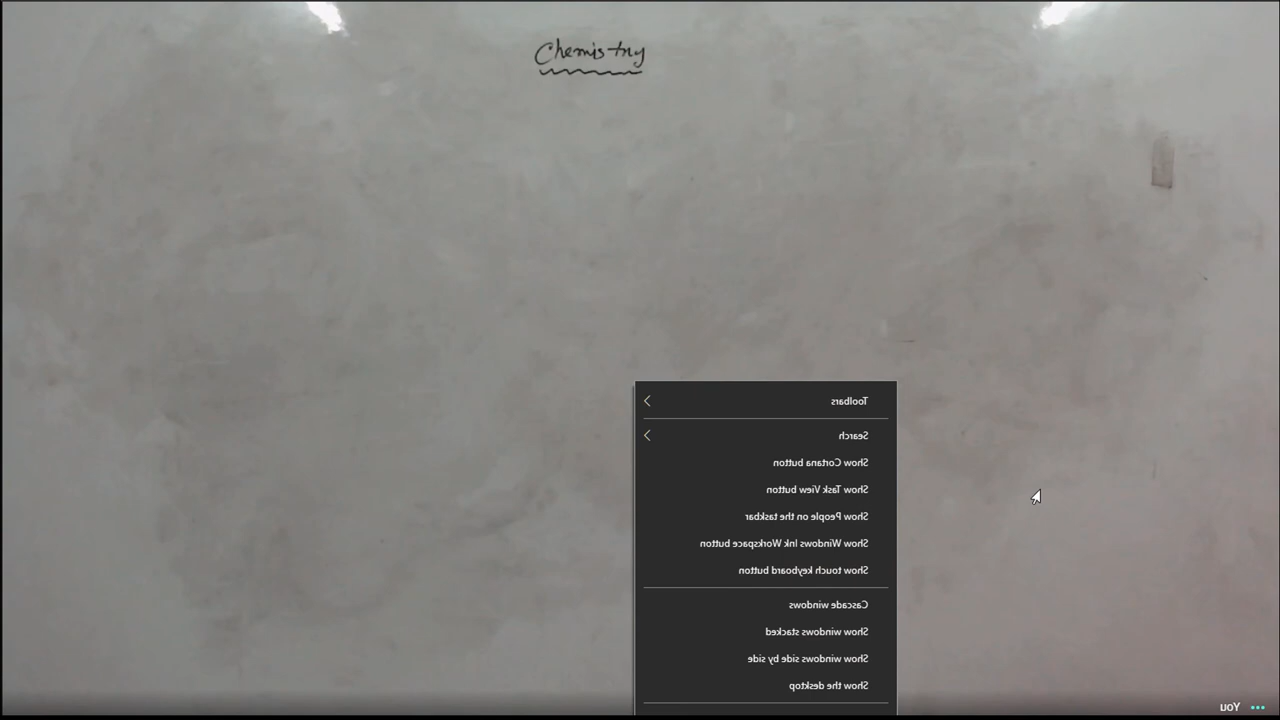 Chemistry
Toolbars
Search
Show Cortana button
Show Task View button
Show People on the taskbar
Show Windows Ink Workspace button
Show touch keyboard button
Cascade windows
Show windows stacked
Show windows side by side
Show the desktop
You